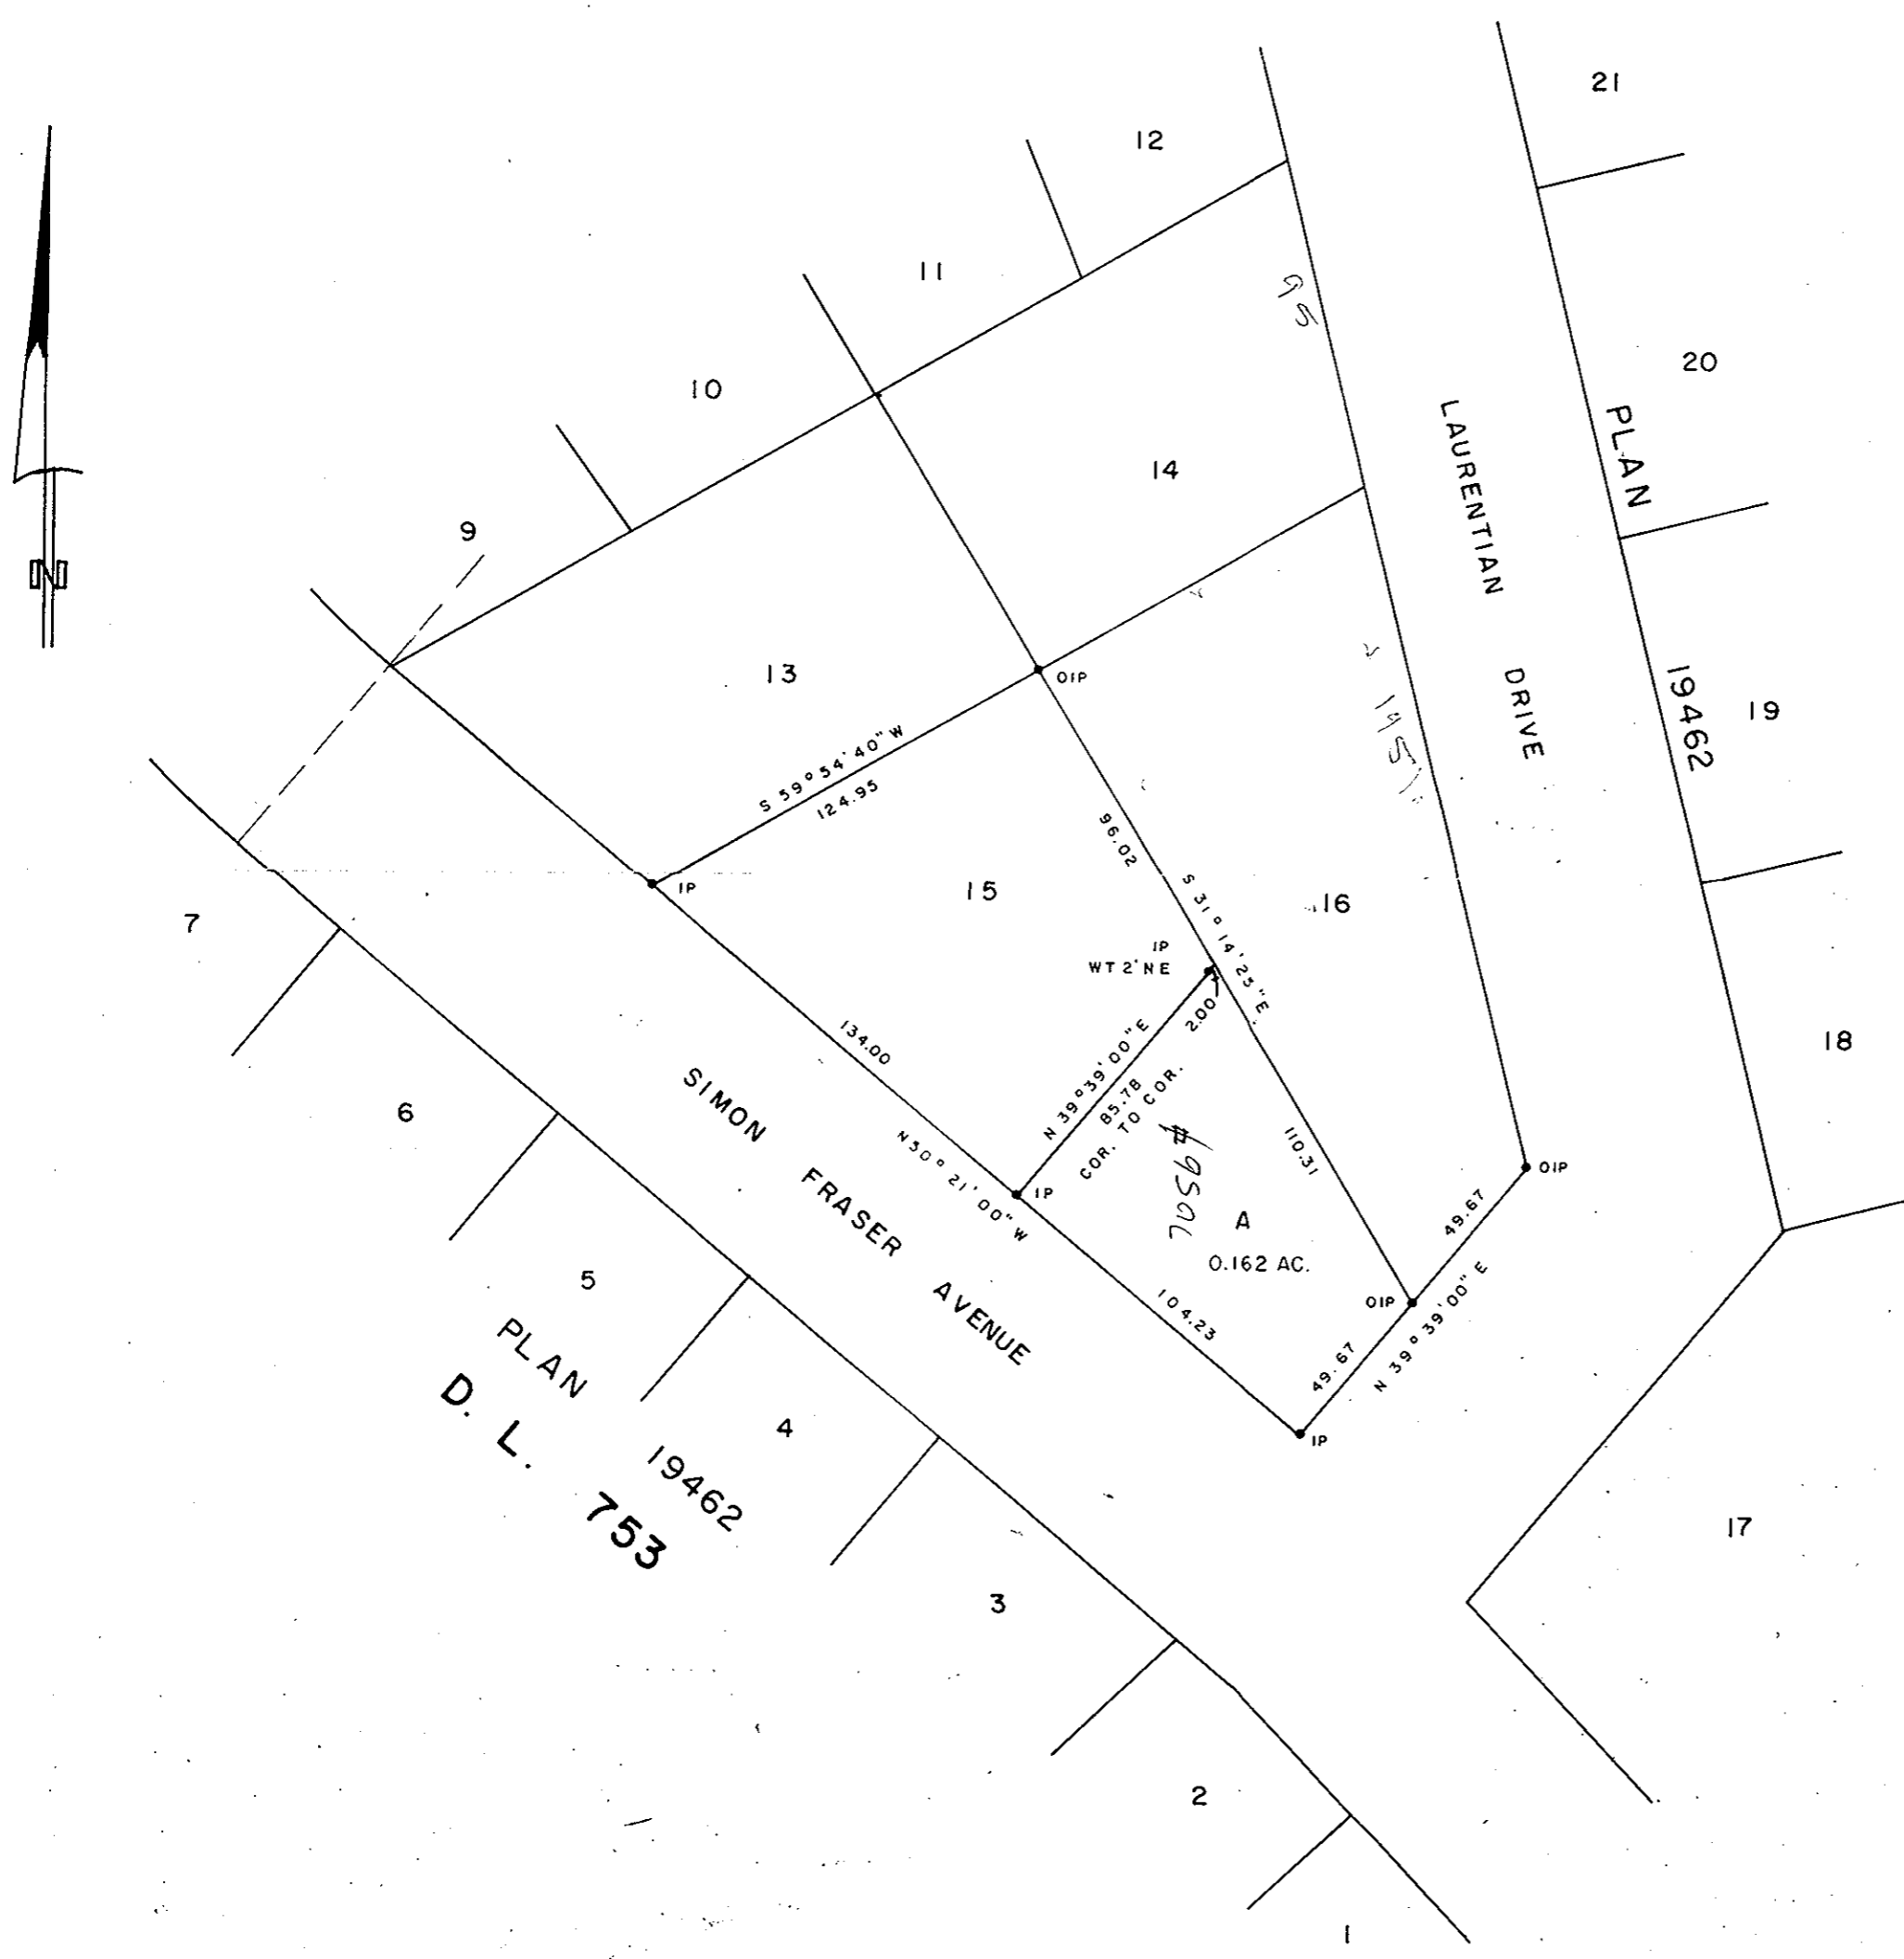 21
12
11
20
10
14
LAURENTIAN DRIVE
PLAN 19462
9
N
95
13
OIP
19
S 59° 54' 40" W
124.95
IP
15
96.02
S 31° 14' 25" E
16
7
IP
WT 2' NE
2.00
18
134.00
N 39° 39' 00" E
85.78
COR. TO COR.
SIMON FRASER AVENUE
6
IP
N 50° 21' 00" W
110.31
OIP
49.67
A
0.162 AC.
5
104.23
OIP
49.67
N 39° 39' 00" E
PLAN 19462
D. L. 753
4
IP
17
3
2
1